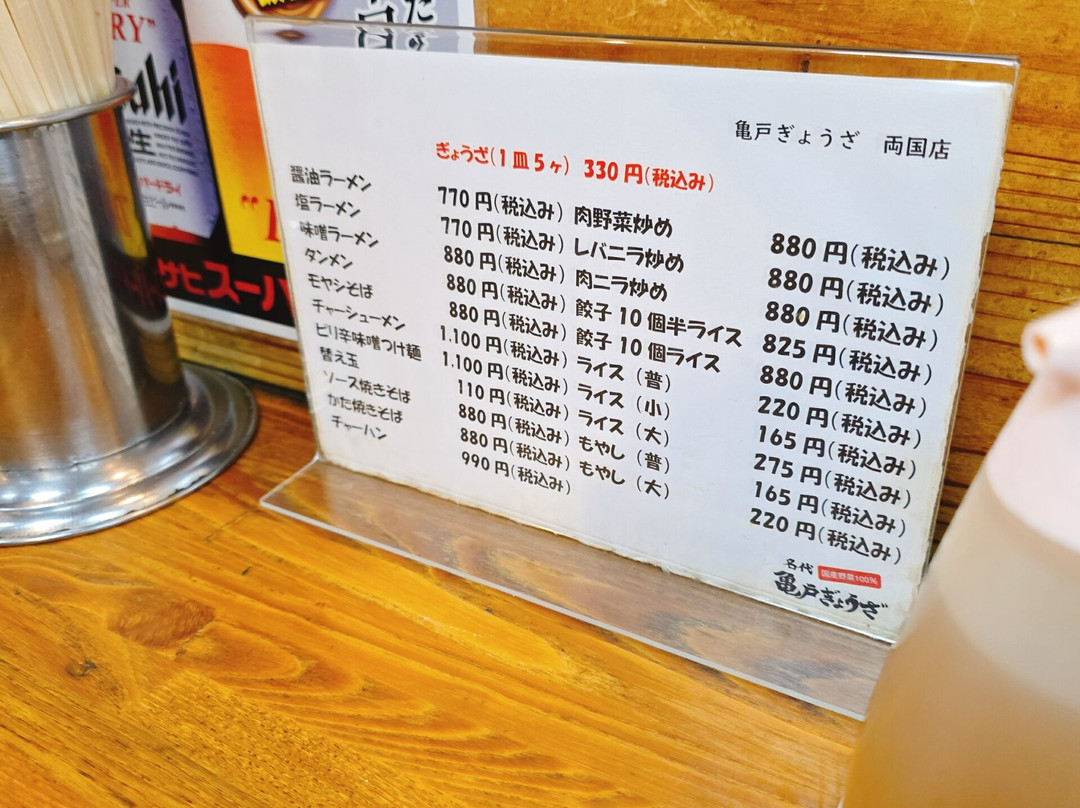 亀戸ぎょうざ 両国店
ぎょうざ(1皿5ヶ) 330円(税込み)
醤油ラーメン 770円(税込み) 肉野菜炒め 880円(税込み)
塩ラーメン 770円(税込み) レバニラ炒め 880円(税込み)
味噌ラーメン 880円(税込み) 肉ニラ炒め 880円(税込み)
タンメン 880円(税込み) 餃子10個半ライス 825円(税込み)
モヤシそば 880円(税込み) 餃子10個ライス 880円(税込み)
チャーシューメン 1.100円(税込み) ライス(普) 220円(税込み)
ピリ辛味噌つけ麺 1.100円(税込み) ライス(小) 165円(税込み)
替え玉 110円(税込み) ライス(大) 275円(税込み)
ソース焼きそば 880円(税込み) もやし(普) 165円(税込み)
かた焼きそば 880円(税込み) もやし(大) 220円(税込み)
チャーハン 990円(税込み)
名代 国産野菜100%
亀戸ぎょうざ
RY"
ahi
生
サヒスーパ